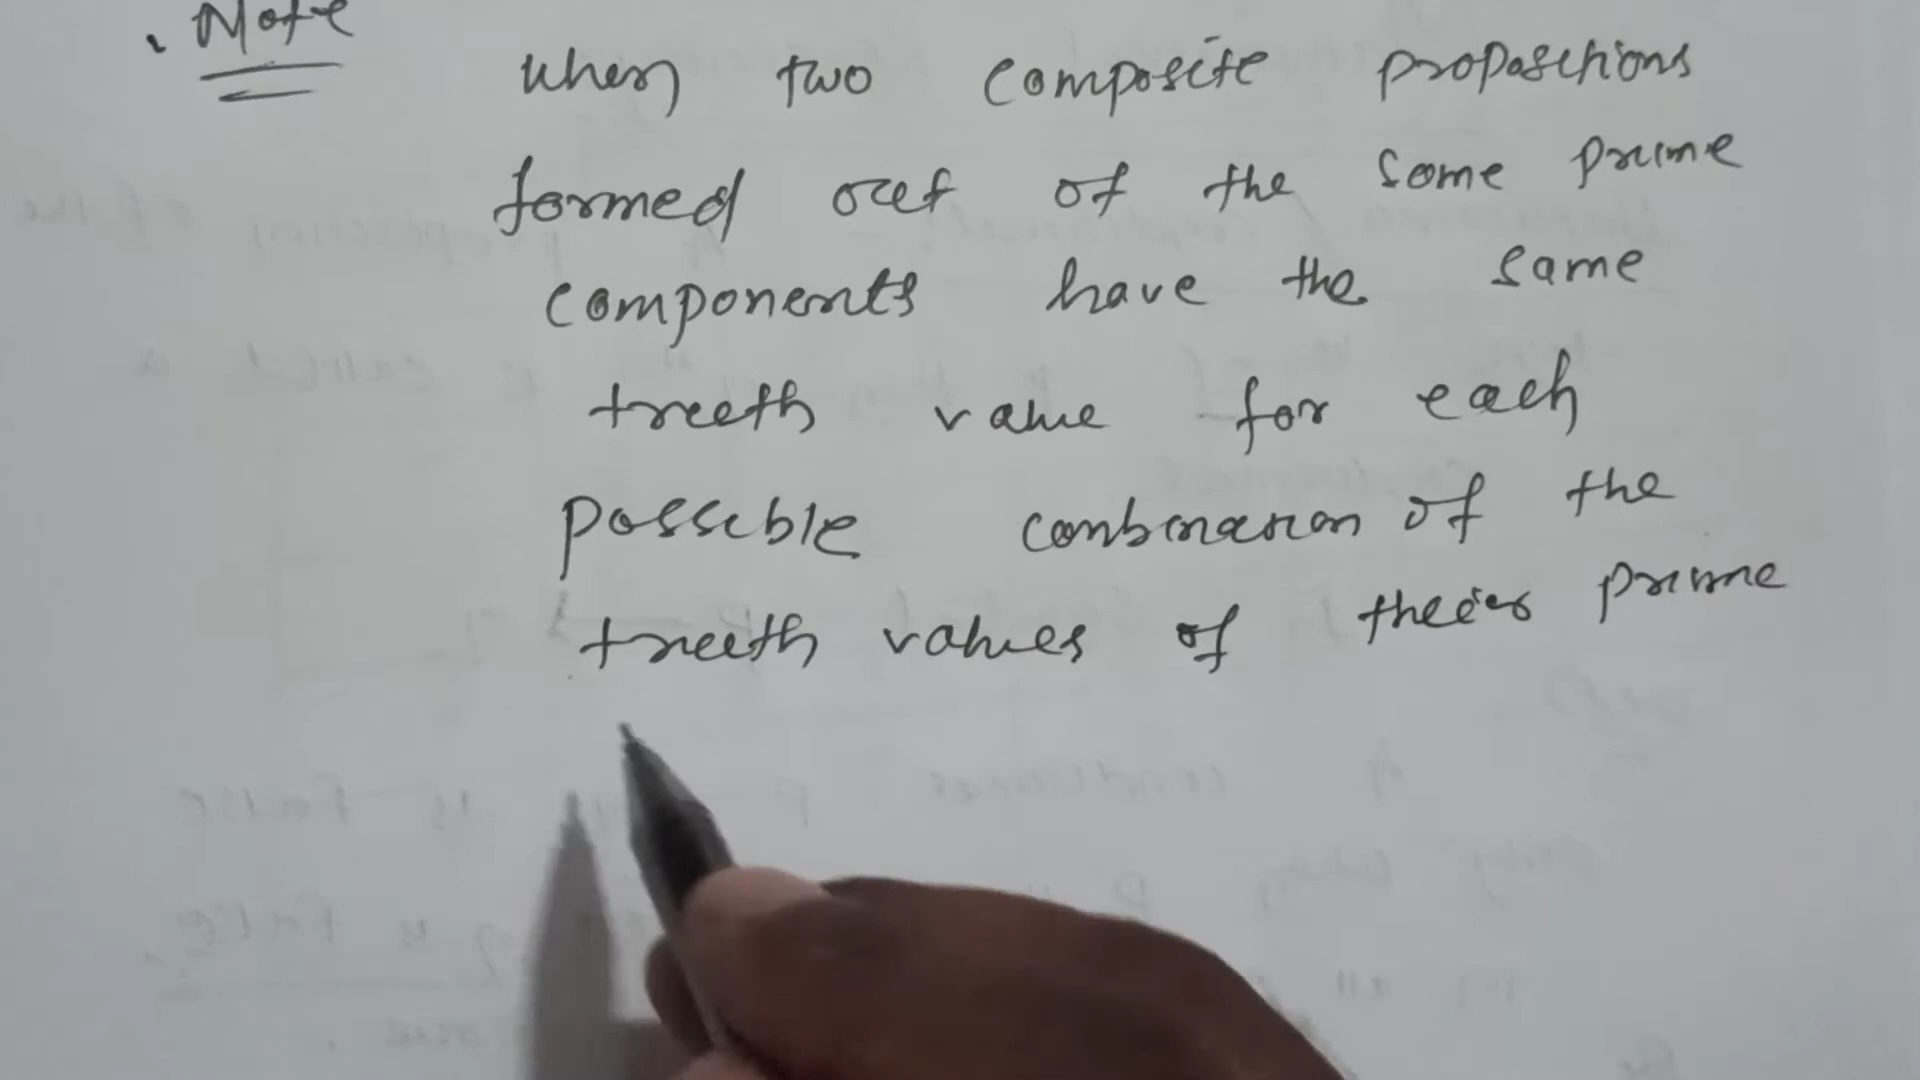 Note
When two composite propositions
formed out of the same prime
components have the same
truth value for each
possible combination of the
truth values of their prime